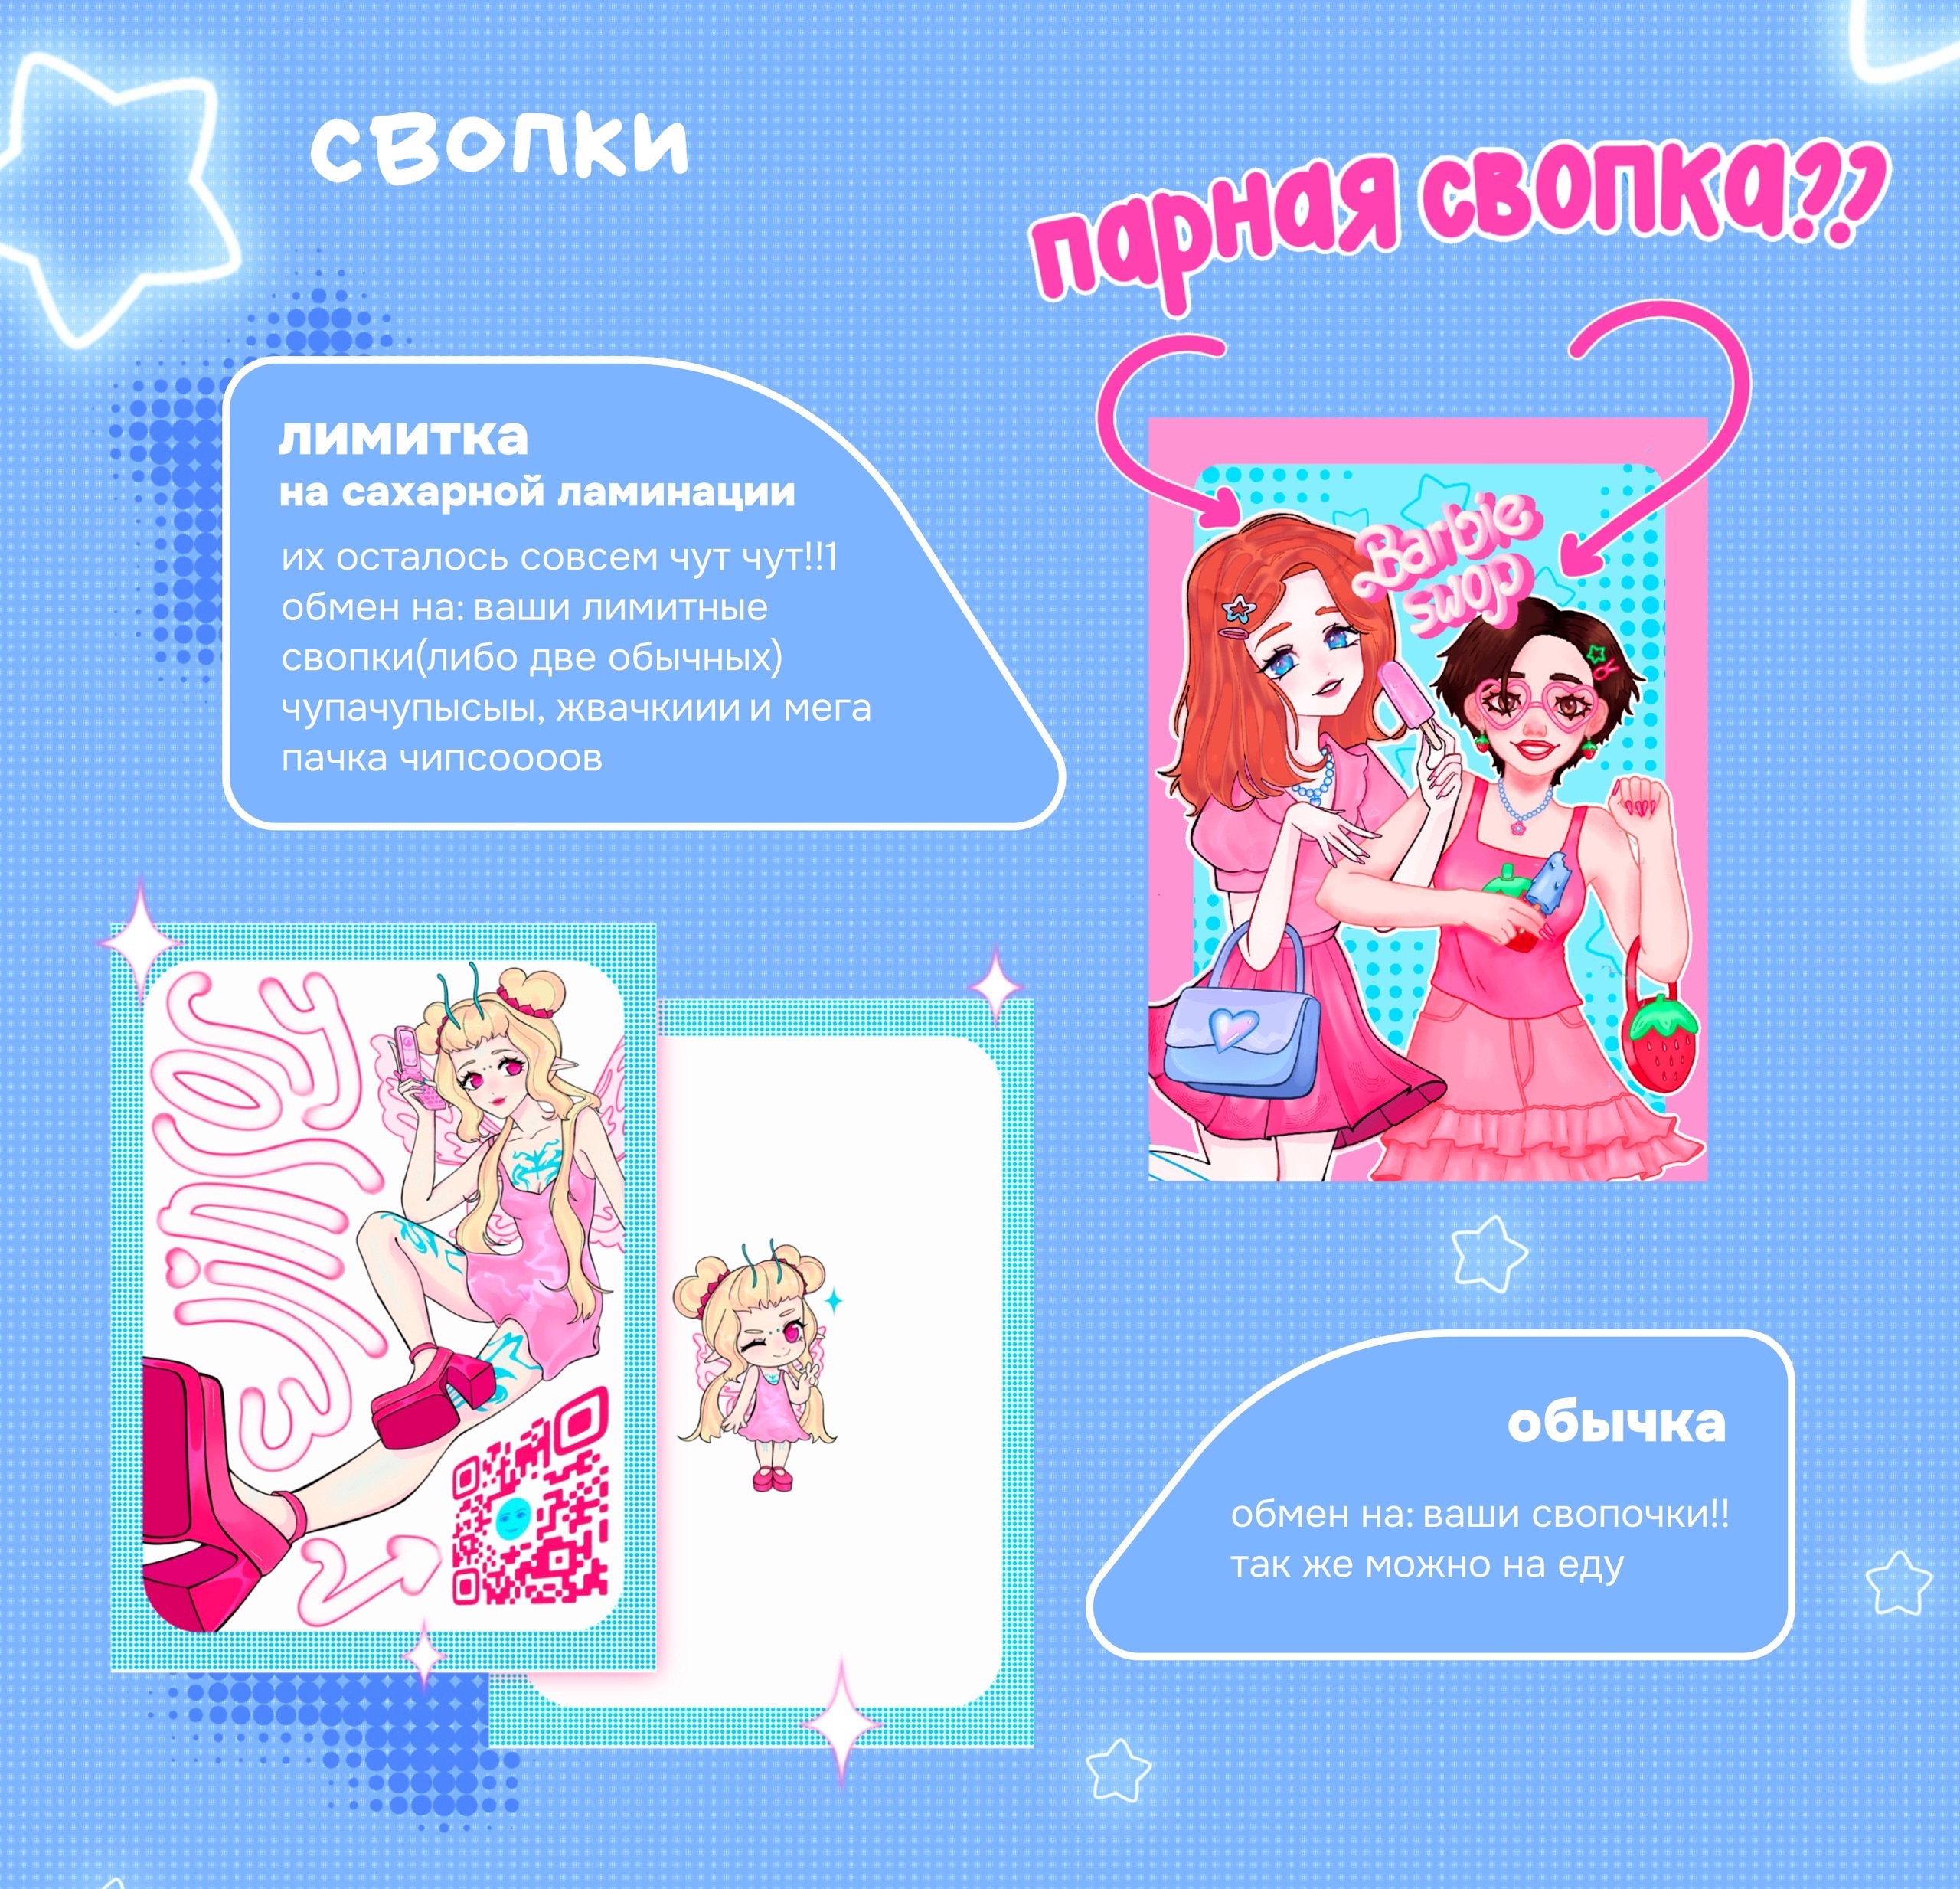 свопки
парная свопка??
лимитка
на сахарной ламинации
их осталось совсем чут чут!!1
обмен на: ваши лимитные
свопки(либо две обычных)
чупачупысыы, жвачкиии и мега
пачка чипсоооов
Barbie
swop
обычка
обмен на: ваши свопочки!!
так же можно на еду